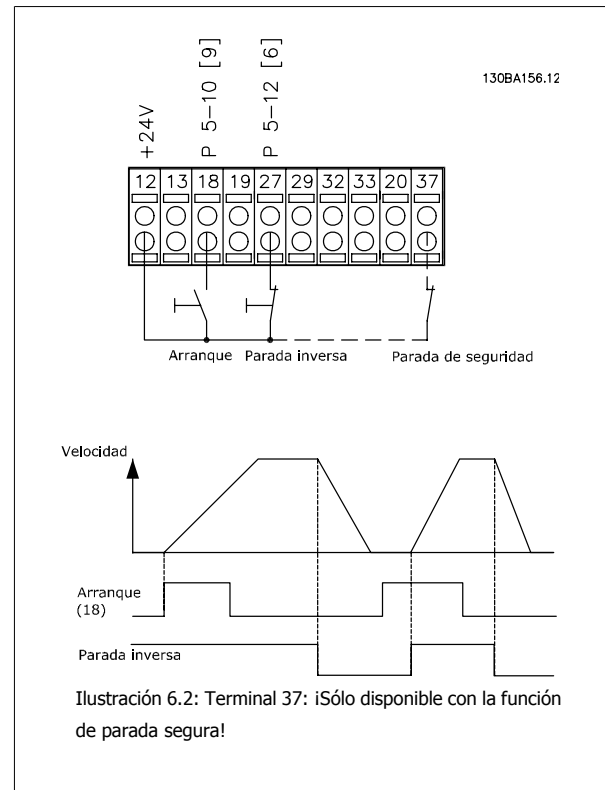 130BA156.12
+24V
P 5-10 [9]
P 5-12 [6]
12 13 18 19 27 29 32 33 20 37
Arranque Parada inversa Parada de seguridad
Velocidad
Arranque
(18)
Parada inversa
Ilustración 6.2: Terminal 37: ¡Sólo disponible con la función
de parada segura!